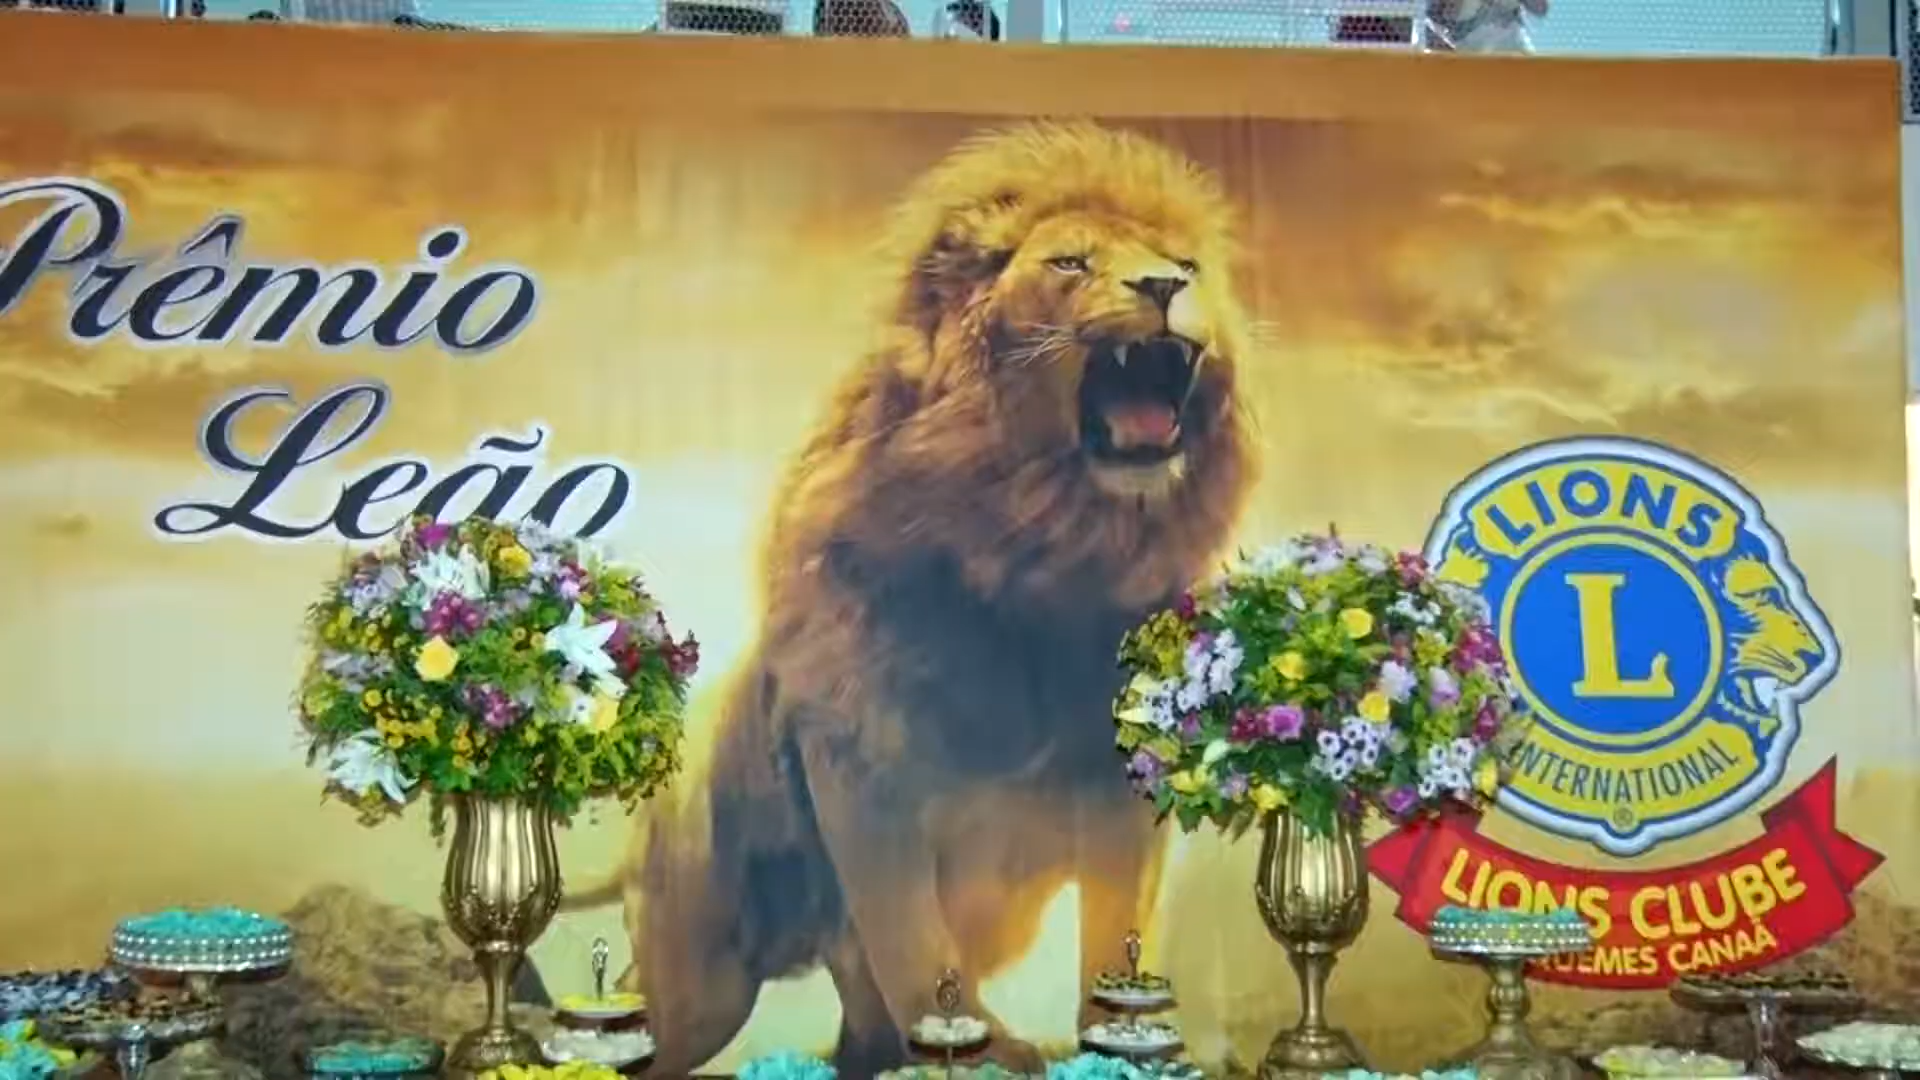 Prêmio
Leão
LIONS
L
INTERNATIONAL
®
LIONS CLUBE
CANAÃ